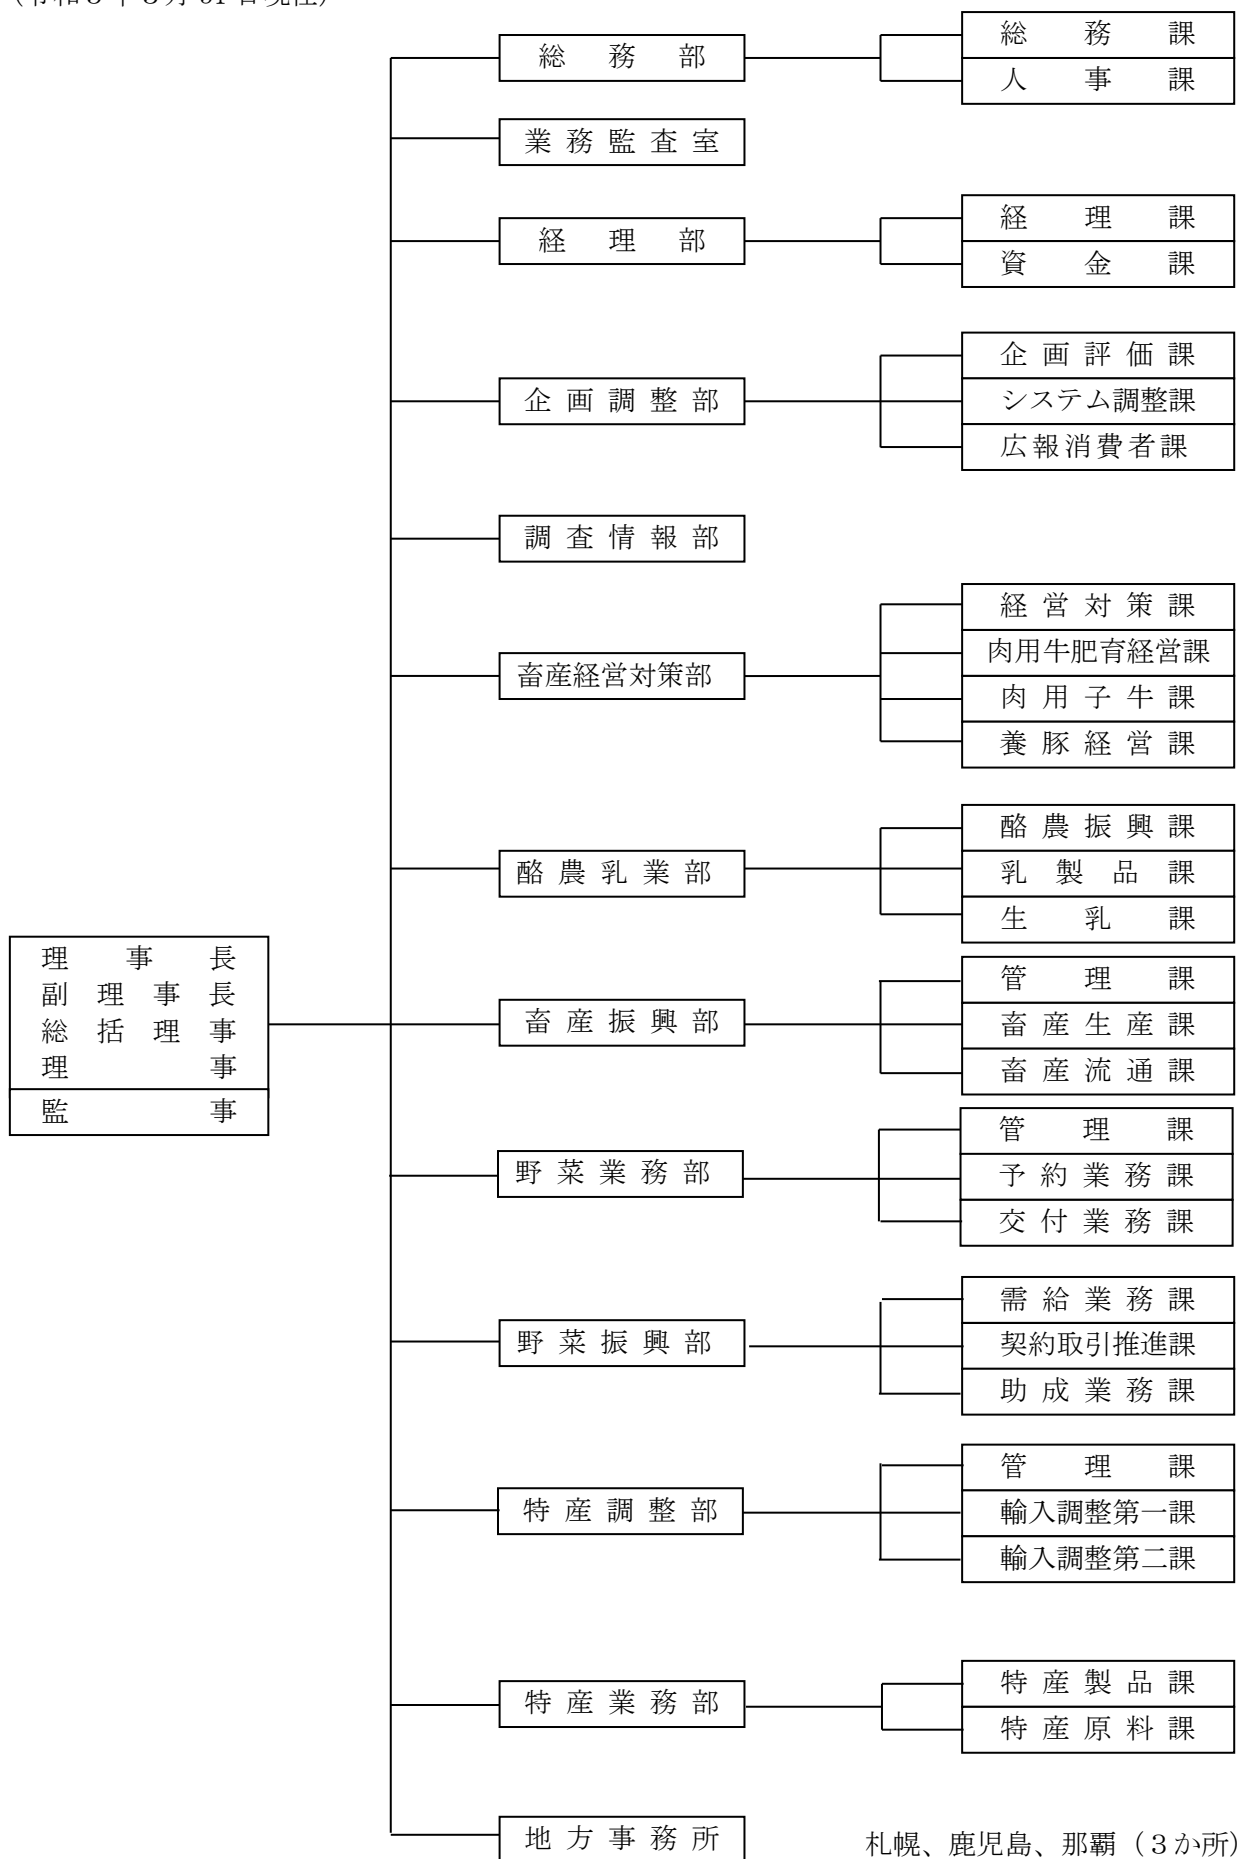 総務部
総務課
人事課
業務監査室
経理部
経理課
資金課
企画調整部
企画評価課
システム調整課
広報消費者課
調査情報部
畜産経営対策部
経営対策課
肉用牛肥育経営課
肉用子牛課
養豚経営課
酪農乳業部
酪農振興課
乳製品課
生乳課
理事長
副理事長
総括理事
理事
監事
畜産振興部
管理課
畜産生産課
畜産流通課
野菜業務部
管理課
予約業務課
交付業務課
野菜振興部
需給業務課
契約取引推進課
助成業務課
特産調整部
管理課
輸入調整第一課
輸入調整第二課
特産業務部
特産製品課
特産原料課
地方事務所
札幌、鹿児島、那覇（３か所）